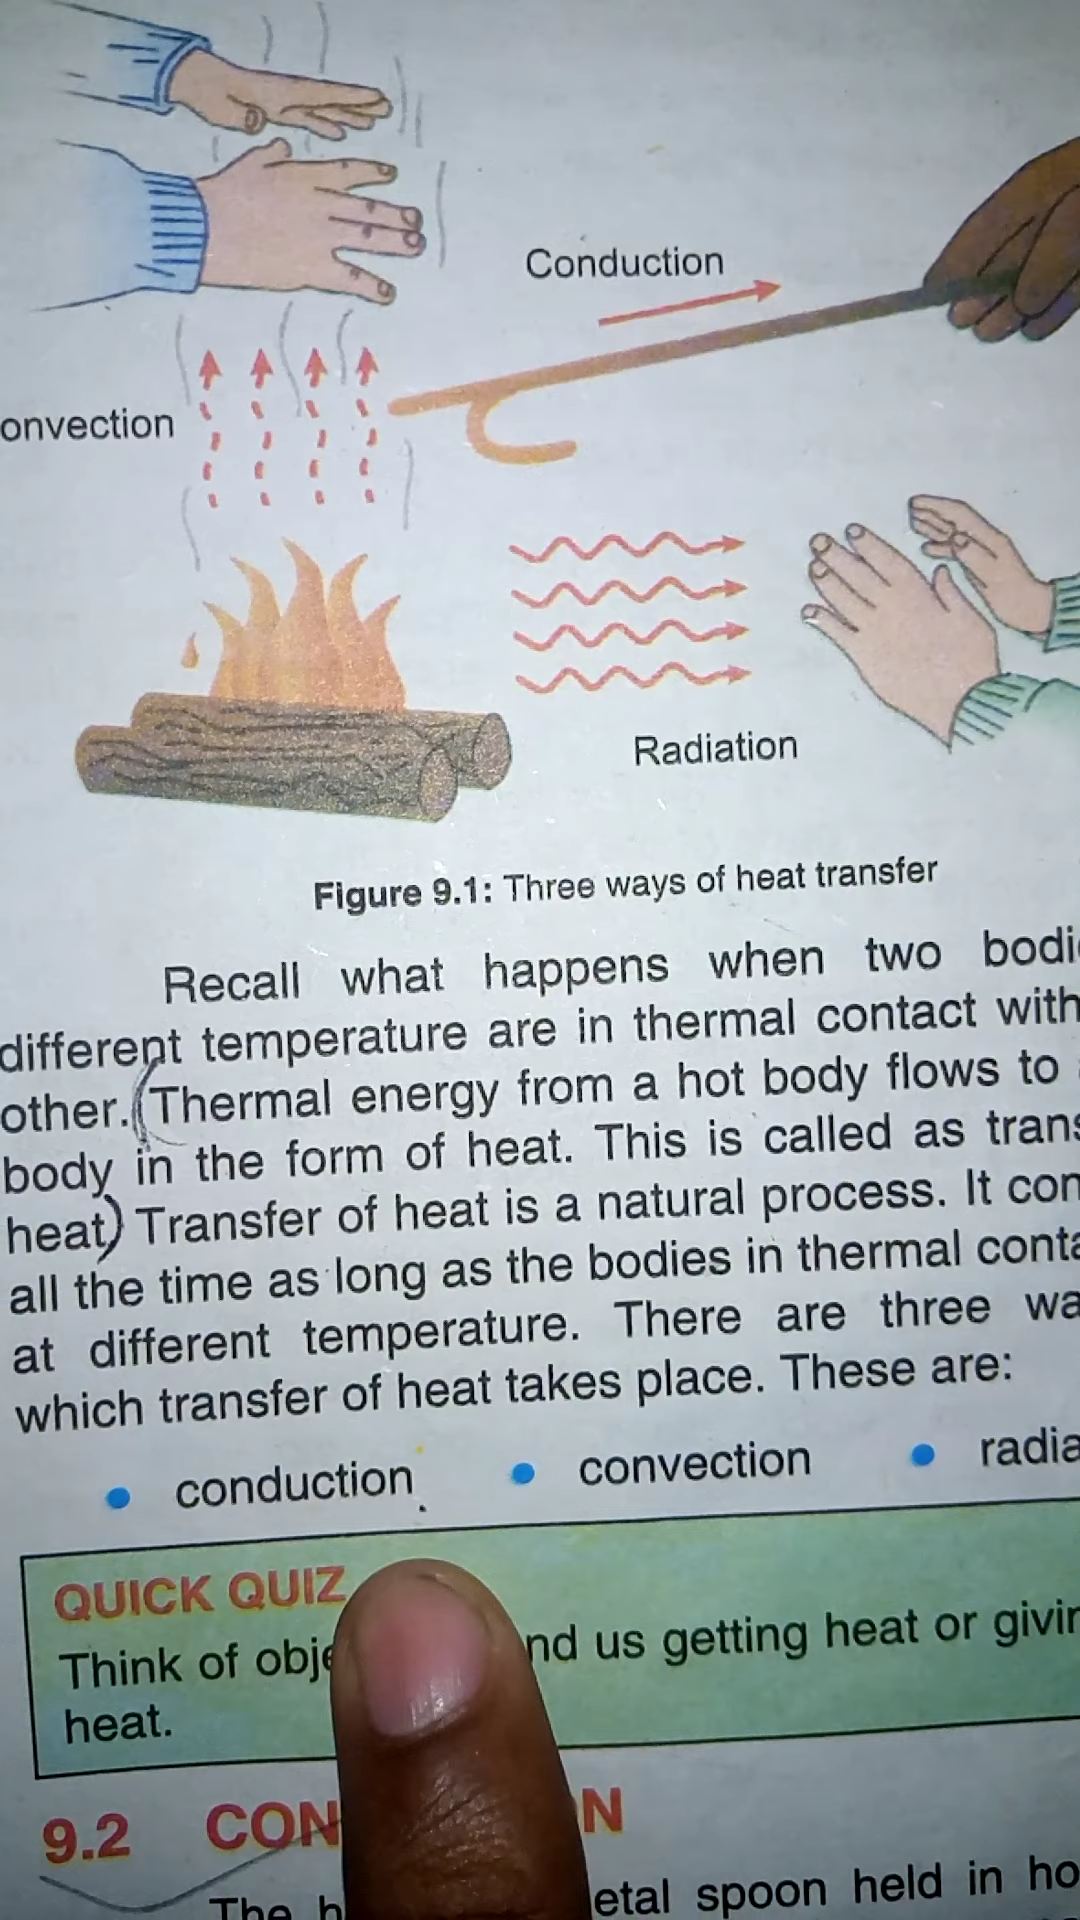 Conduction
onvection
Radiation
Figure 9.1: Three ways of heat transfer
Recall what happens when two bodi
different temperature are in thermal contact with
other. (Thermal energy from a hot body flows to
body in the form of heat. This is called as trans
heat) Transfer of heat is a natural process. It con
all the time as long as the bodies in thermal conta
at different temperature. There are three wa
which transfer of heat takes place. These are:
• conduction • convection • radia
QUICK QUIZ
Think of obje nd us getting heat or givin
heat.
9.2 CON N
The h etal spoon held in ho